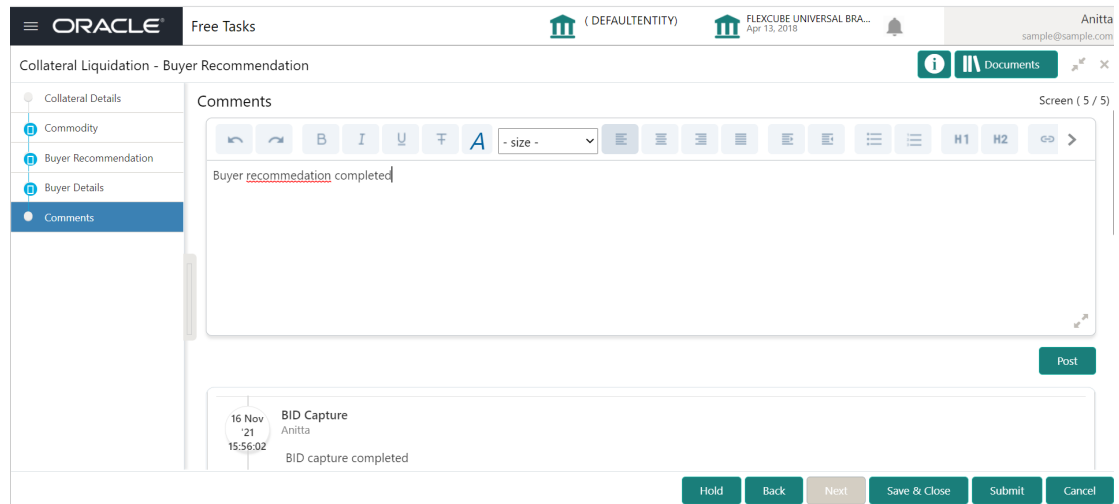 ORACLE®
Free Tasks
( DEFAULTENTITY)
FLEXCUBE UNIVERSAL BRA...
Apr 13, 2018
Anitta
sample@sample.com
Collateral Liquidation - Buyer Recommendation
Documents
Collateral Details
Commodity
Buyer Recommendation
Buyer Details
Comments
Comments
Screen ( 5 / 5)
B I U T A - size - H1 H2
Buyer recommedation completed
Post
16 Nov
'21
15:56:02
BID Capture
Anitta
BID capture completed
Hold Back Next Save & Close Submit Cancel